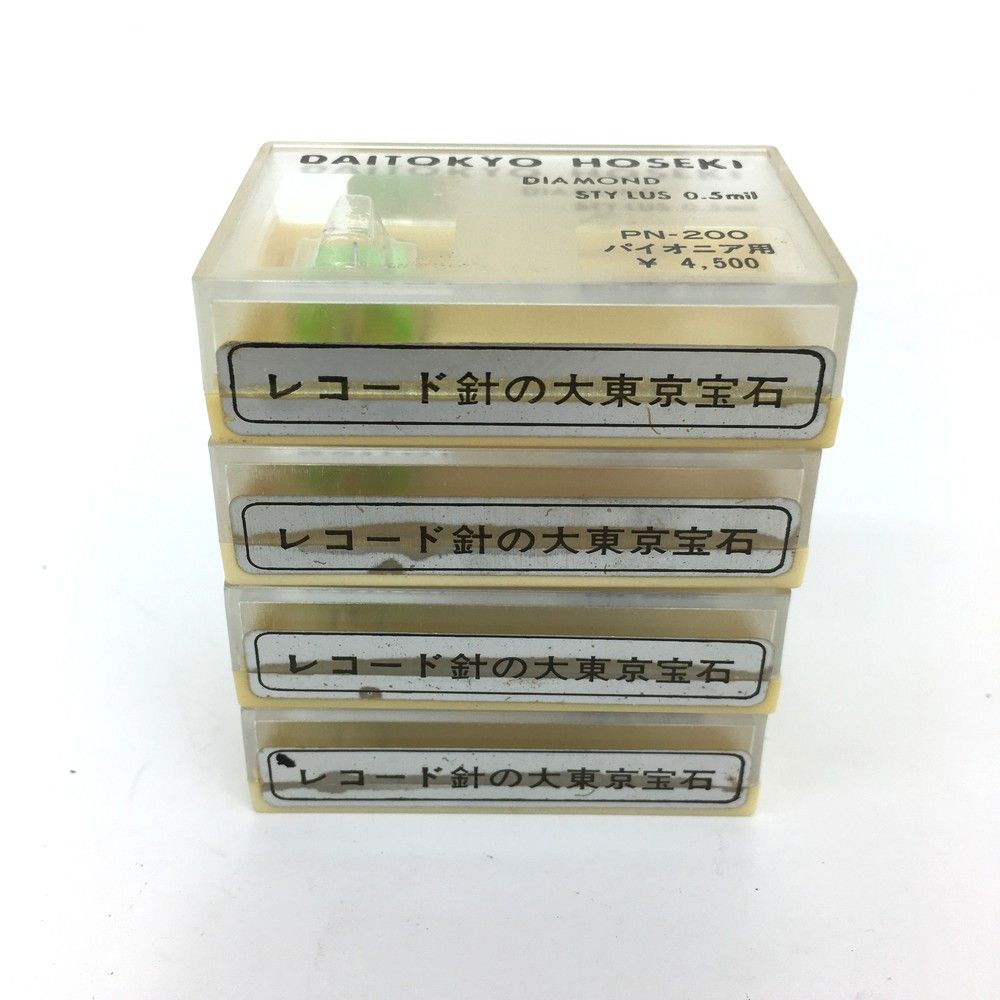 DAITOKYO HOSEKI
DIAMOND
STYLUS 0.5mil
PN-200
パイオニア用
¥ 4,500
レコード針の大東京宝石
レコード針の大東京宝石
レコード針の大東京宝石
レコード針の大東京宝石